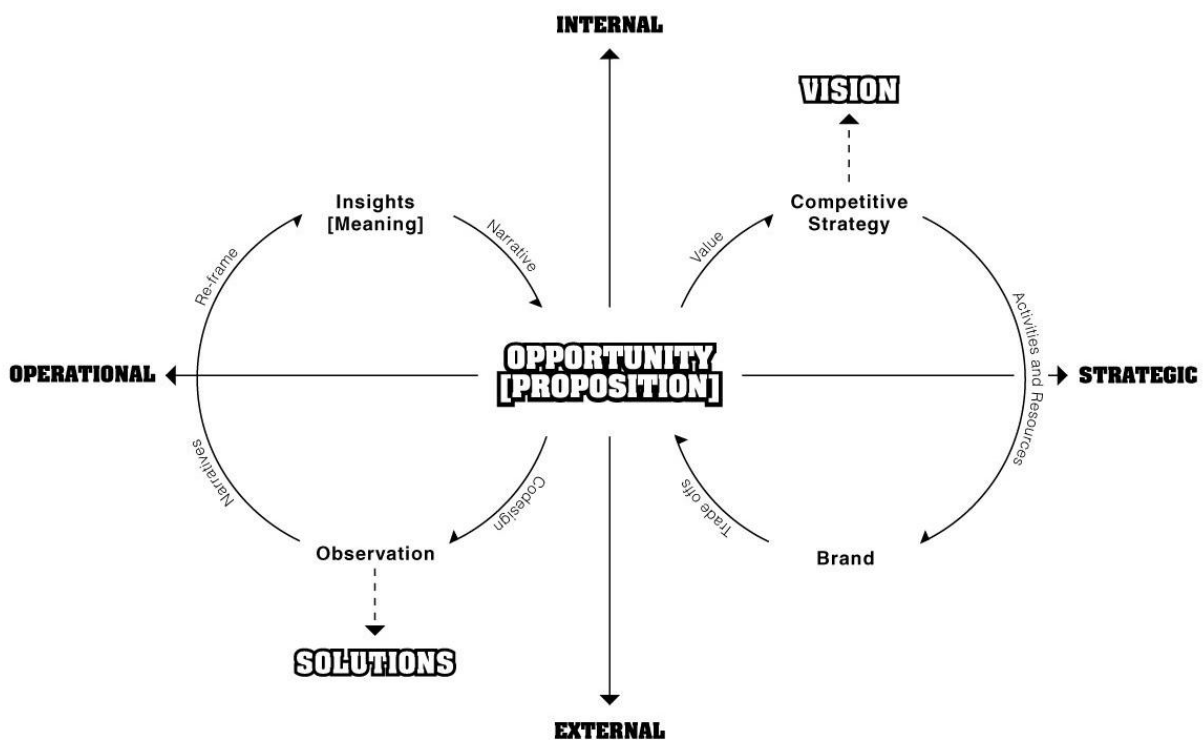 INTERNAL
VISION
Insights
[Meaning]
Competitive
Strategy
Narrative
Value
Re-frame
Activities and Resources
OPPORTUNITY
[PROPOSITION]
OPERATIONAL
STRATEGIC
Narratives
Codesign
Trade offs
Observation
Brand
SOLUTIONS
EXTERNAL